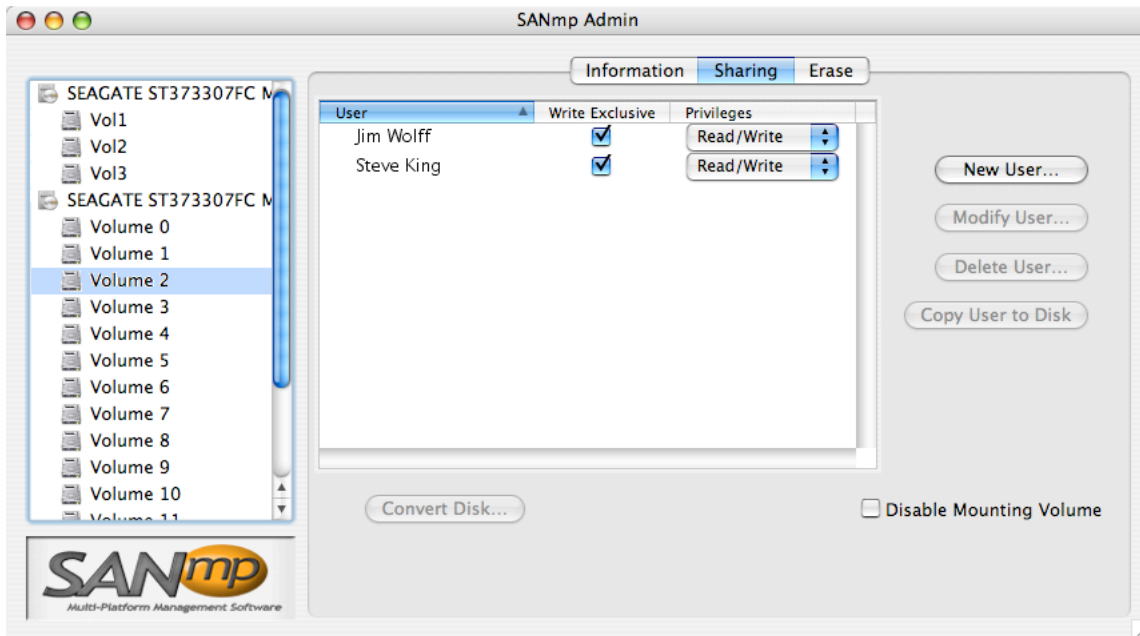 SANmp Admin
Information Sharing Erase
SEAGATE ST373307FC M
Vol1
Vol2
Vol3
SEAGATE ST373307FC M
Volume 0
Volume 1
Volume 2
Volume 3
Volume 4
Volume 5
Volume 6
Volume 7
Volume 8
Volume 9
Volume 10
Volume 11
User Write Exclusive Privileges
Jim Wolff Read/Write
Steve King Read/Write
New User...
Modify User...
Delete User...
Copy User to Disk
Convert Disk...
Disable Mounting Volume
SANmp
Multi-Platform Management Software